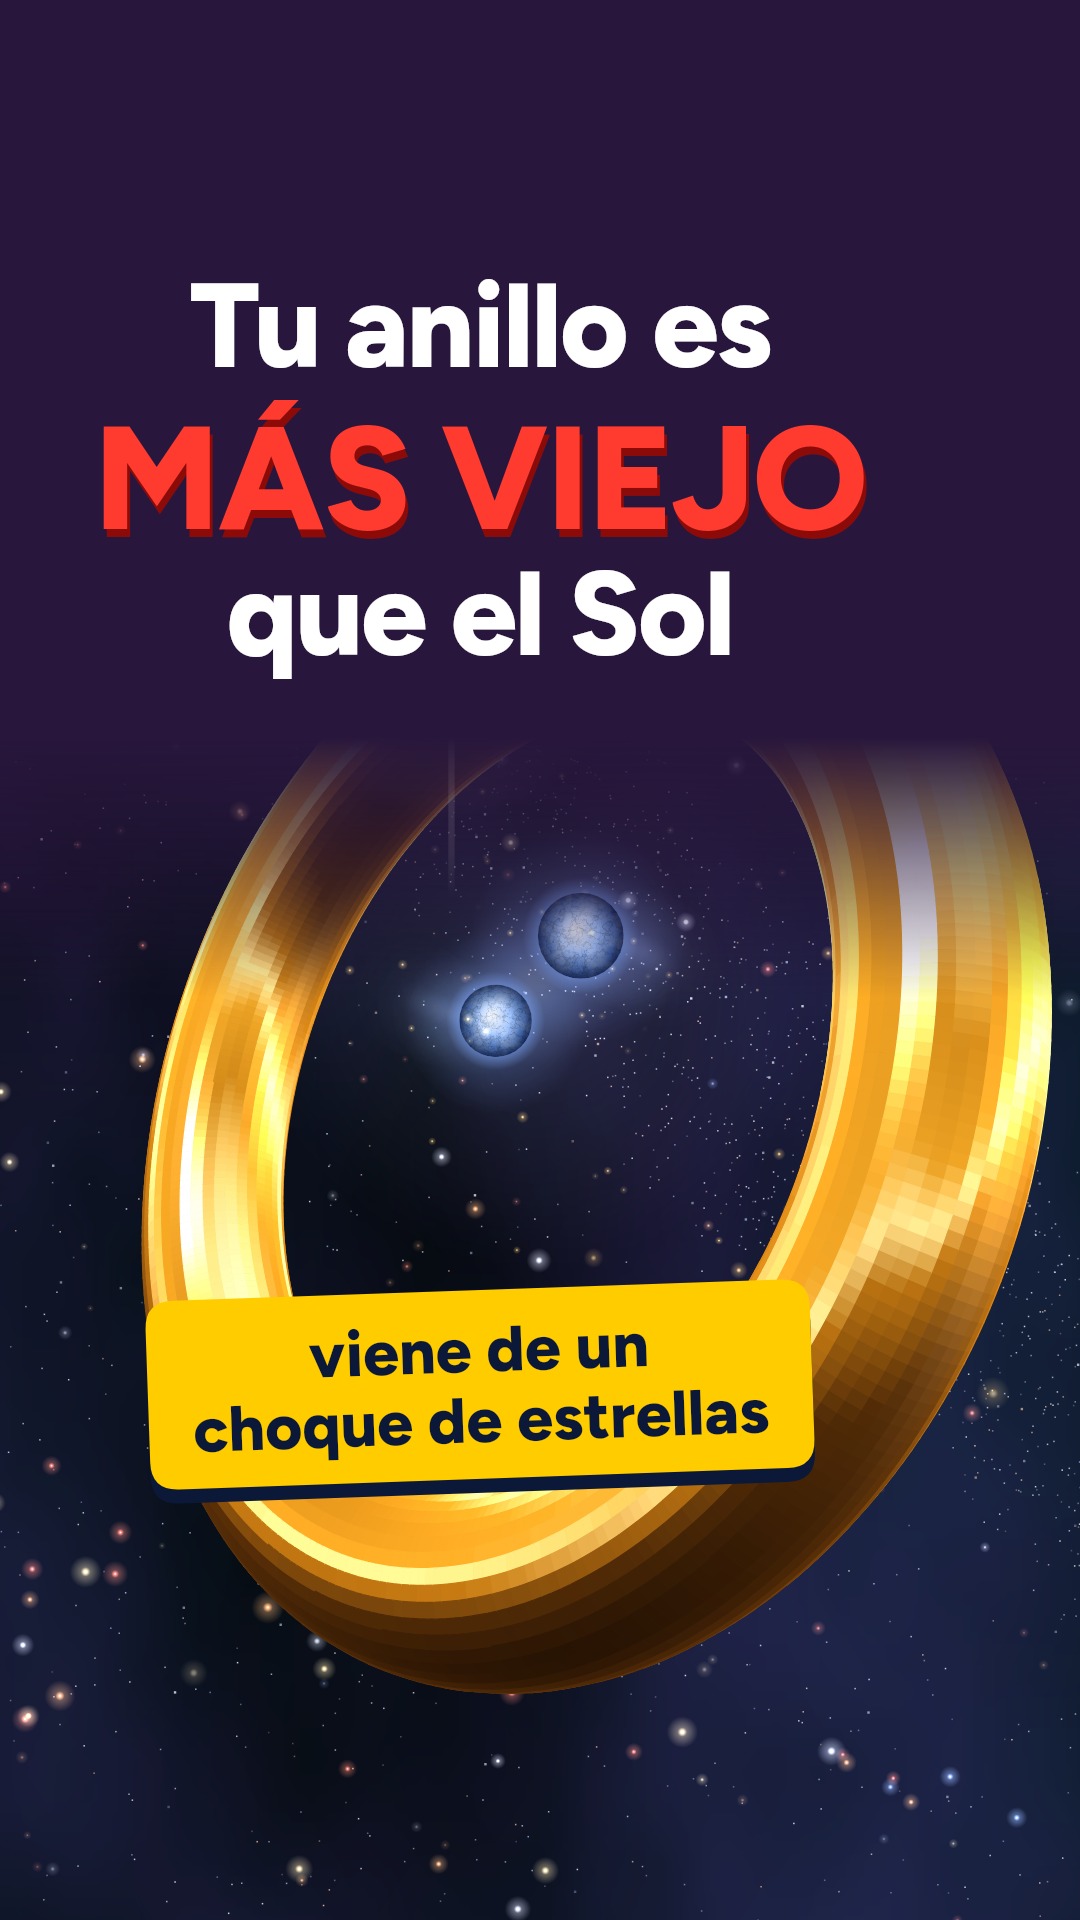 Tu anillo es
MÁS VIEJO
que el Sol
viene de un
choque de estrellas